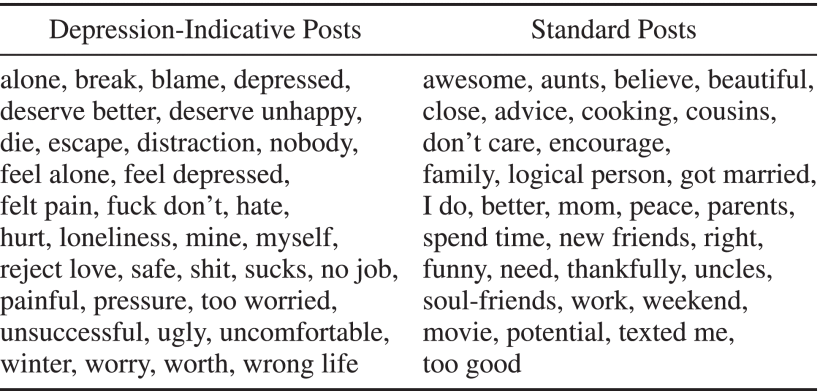 Depression-Indicative Posts Standard Posts
alone, break, blame, depressed, awesome, aunts, believe, beautiful,
deserve better, deserve unhappy, close, advice, cooking, cousins,
die, escape, distraction, nobody, don't care, encourage,
feel alone, feel depressed, family, logical person, got married,
felt pain, fuck don't, hate, I do, better, mom, peace, parents,
hurt, loneliness, mine, myself, spend time, new friends, right,
reject love, safe, shit, sucks, no job, funny, need, thankfully, uncles,
painful, pressure, too worried, soul-friends, work, weekend,
unsuccessful, ugly, uncomfortable, movie, potential, texted me,
winter, worry, worth, wrong life too good